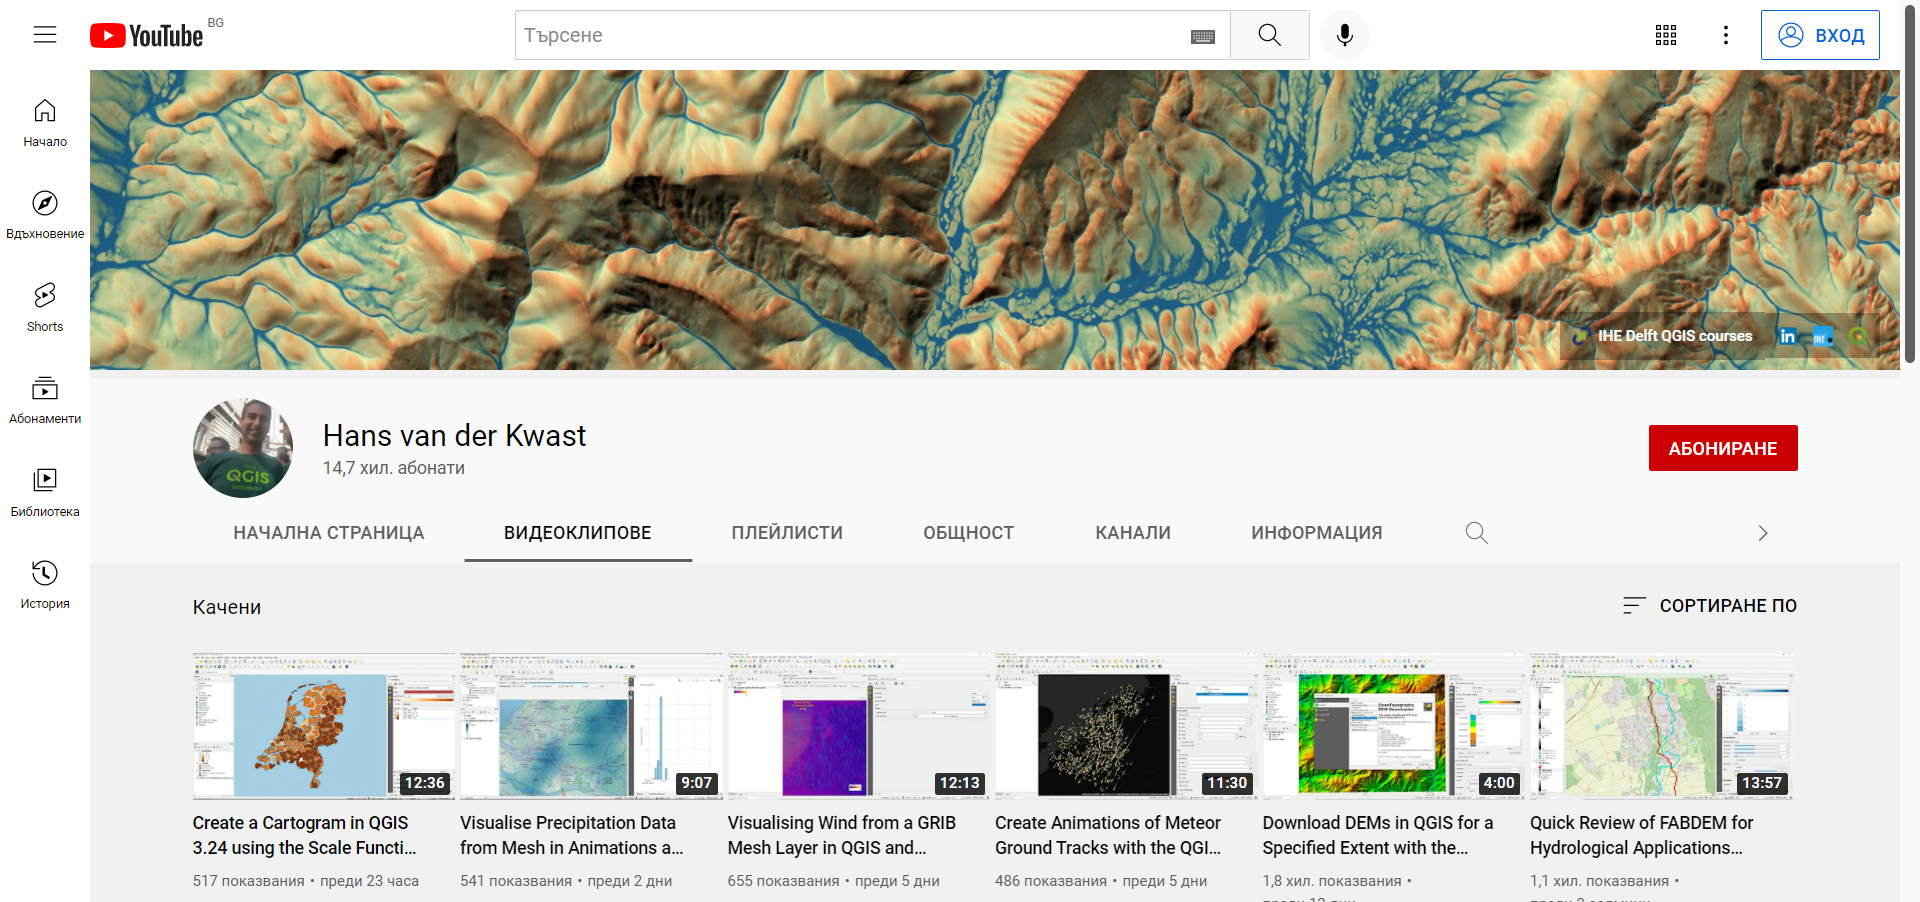 YouTube BG
Търсене
ВХОД
Начало
Вдъхновение
Shorts
Абонаменти
Библиотека
История
IHE Delft QGIS courses
Hans van der Kwast
14,7 хил. абонати
АБОНИРАНЕ
QGIS
НАЧАЛНА СТРАНИЦА
ВИДЕОКЛИПОВЕ
ПЛЕЙЛИСТИ
ОБЩНОСТ
КАНАЛИ
ИНФОРМАЦИЯ
Качени
СОРТИРАНЕ ПО
12:36
9:07
12:13
11:30
4:00
13:57
Create a Cartogram in QGIS
3.24 using the Scale Functi...
517 показвания • преди 23 часа
Visualise Precipitation Data
from Mesh in Animations a...
541 показвания • преди 2 дни
Visualising Wind from a GRIB
Mesh Layer in QGIS and...
655 показвания • преди 5 дни
Create Animations of Meteor
Ground Tracks with the QGI...
486 показвания • преди 5 дни
Download DEMs in QGIS for a
Specified Extent with the...
1,8 хил. показвания •
Quick Review of FABDEM for
Hydrological Applications...
1,1 хил. показвания •